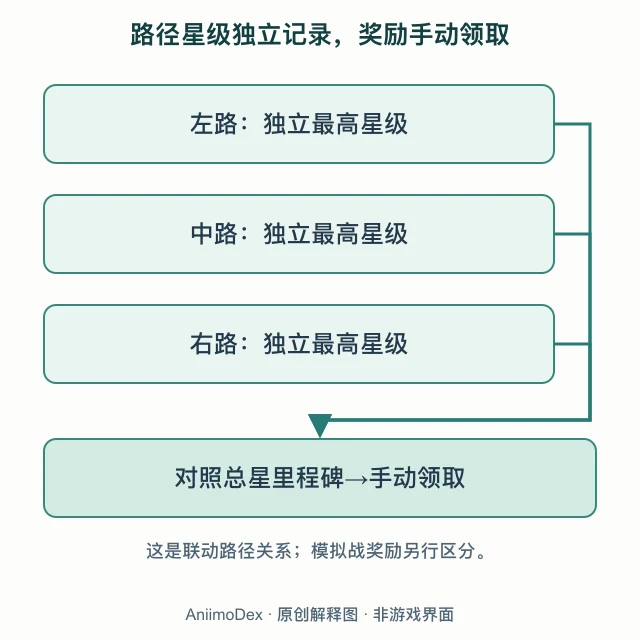 路径星级独立记录，奖励手动领取
左路：独立最高星级
中路：独立最高星级
右路：独立最高星级
对照总星里程碑→手动领取
这是联动路径关系；模拟战奖励另行区分。
AniimoDex · 原创解释图 · 非游戏界面